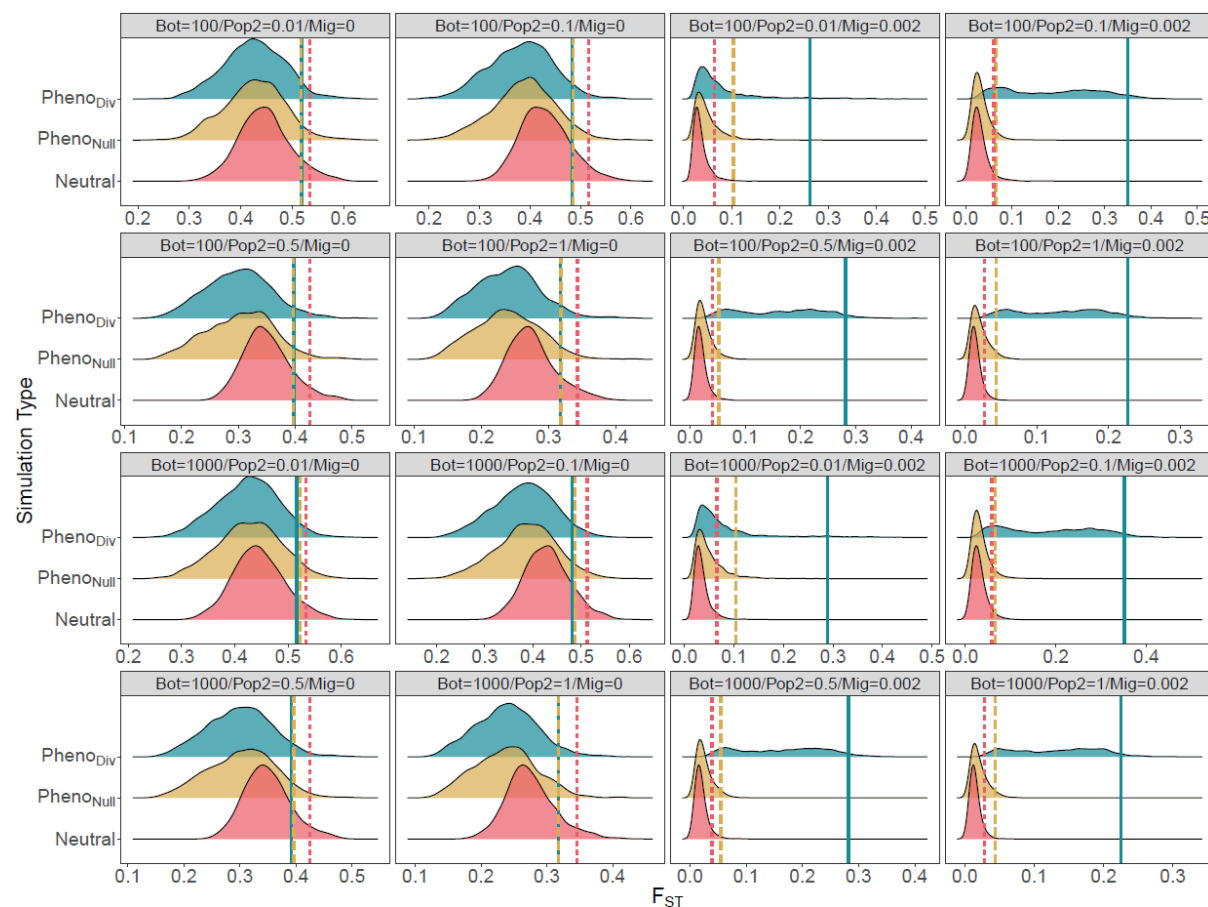 Bot=100/Pop2=0.01/Mig=0 Bot=100/Pop2=0.1/Mig=0 Bot=100/Pop2=0.01/Mig=0.002 Bot=100/Pop2=0.1/Mig=0.002
PhenoDiv
PhenoNull
Neutral
0.2 0.3 0.4 0.5 0.6 0.2 0.3 0.4 0.5 0.6 0.0 0.1 0.2 0.3 0.4 0.5 0.0 0.1 0.2 0.3 0.4 0.5
Bot=100/Pop2=0.5/Mig=0 Bot=100/Pop2=1/Mig=0 Bot=100/Pop2=0.5/Mig=0.002 Bot=100/Pop2=1/Mig=0.002
PhenoDiv
PhenoNull
Neutral
0.1 0.2 0.3 0.4 0.5 0.1 0.2 0.3 0.4 0.0 0.1 0.2 0.3 0.4 0.0 0.1 0.2 0.3
Simulation Type
Bot=1000/Pop2=0.01/Mig=0 Bot=1000/Pop2=0.1/Mig=0 Bot=1000/Pop2=0.01/Mig=0.002 Bot=1000/Pop2=0.1/Mig=0.002
PhenoDiv
PhenoNull
Neutral
0.2 0.3 0.4 0.5 0.6 0.2 0.3 0.4 0.5 0.6 0.0 0.1 0.2 0.3 0.4 0.5 0.0 0.2 0.4
Bot=1000/Pop2=0.5/Mig=0 Bot=1000/Pop2=1/Mig=0 Bot=1000/Pop2=0.5/Mig=0.002 Bot=1000/Pop2=1/Mig=0.002
PhenoDiv
PhenoNull
Neutral
0.1 0.2 0.3 0.4 0.5 0.1 0.2 0.3 0.4 0.0 0.1 0.2 0.3 0.4 0.0 0.1 0.2 0.3
FST